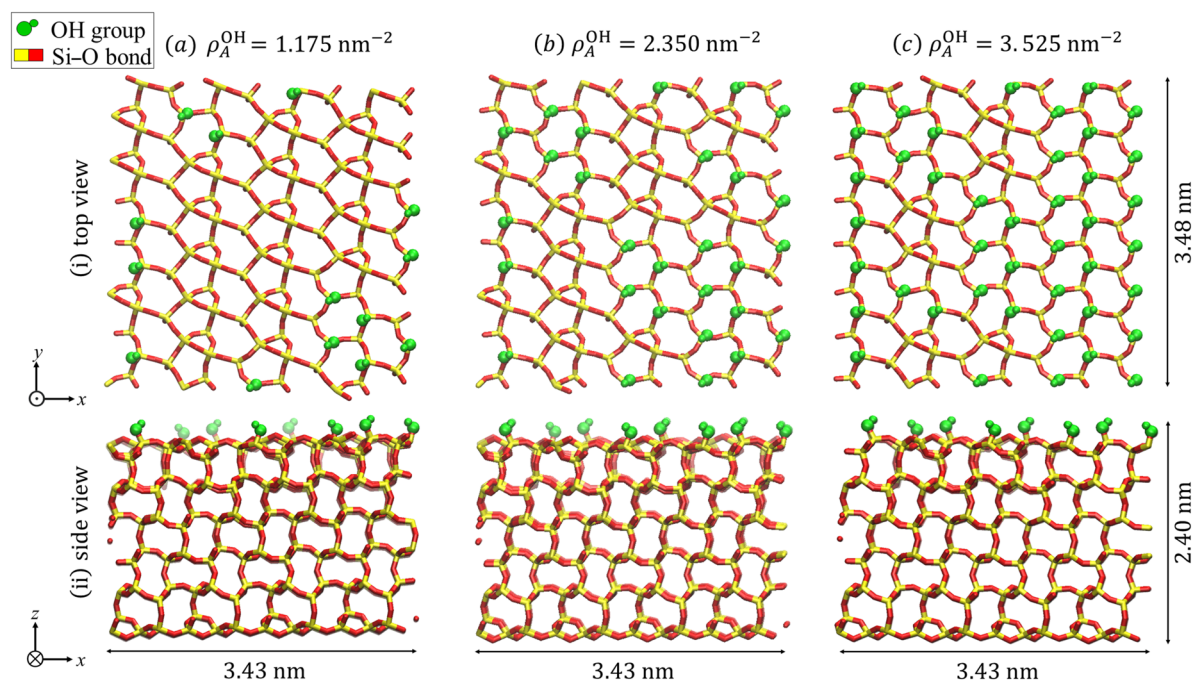 OH group
Si–O bond
(a) ρ_A^OH = 1.175 nm⁻²
(b) ρ_A^OH = 2.350 nm⁻²
(c) ρ_A^OH = 3.525 nm⁻²
(i) top view
3.48 nm
y
x
(ii) side view
2.40 nm
z
x
3.43 nm
3.43 nm
3.43 nm